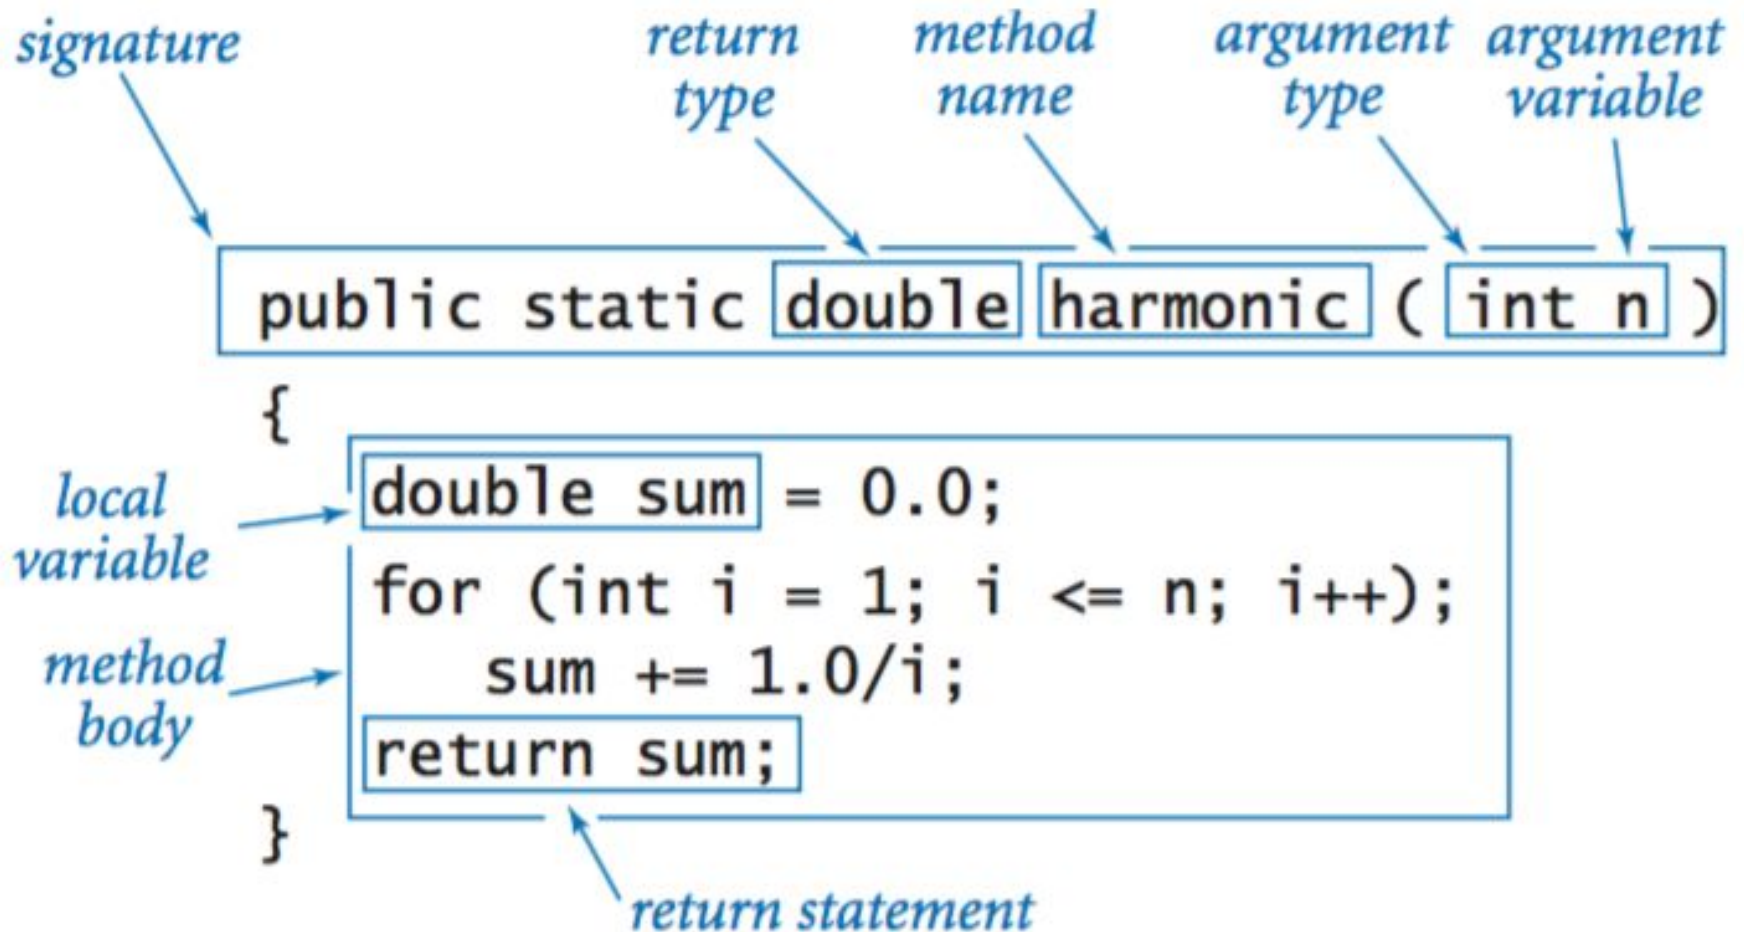 signature
return type
method name
argument type
argument variable
public static double harmonic ( int n )
{
local variable
double sum = 0.0;
for (int i = 1; i <= n; i++);
method body
sum += 1.0/i;
return sum;
}
return statement